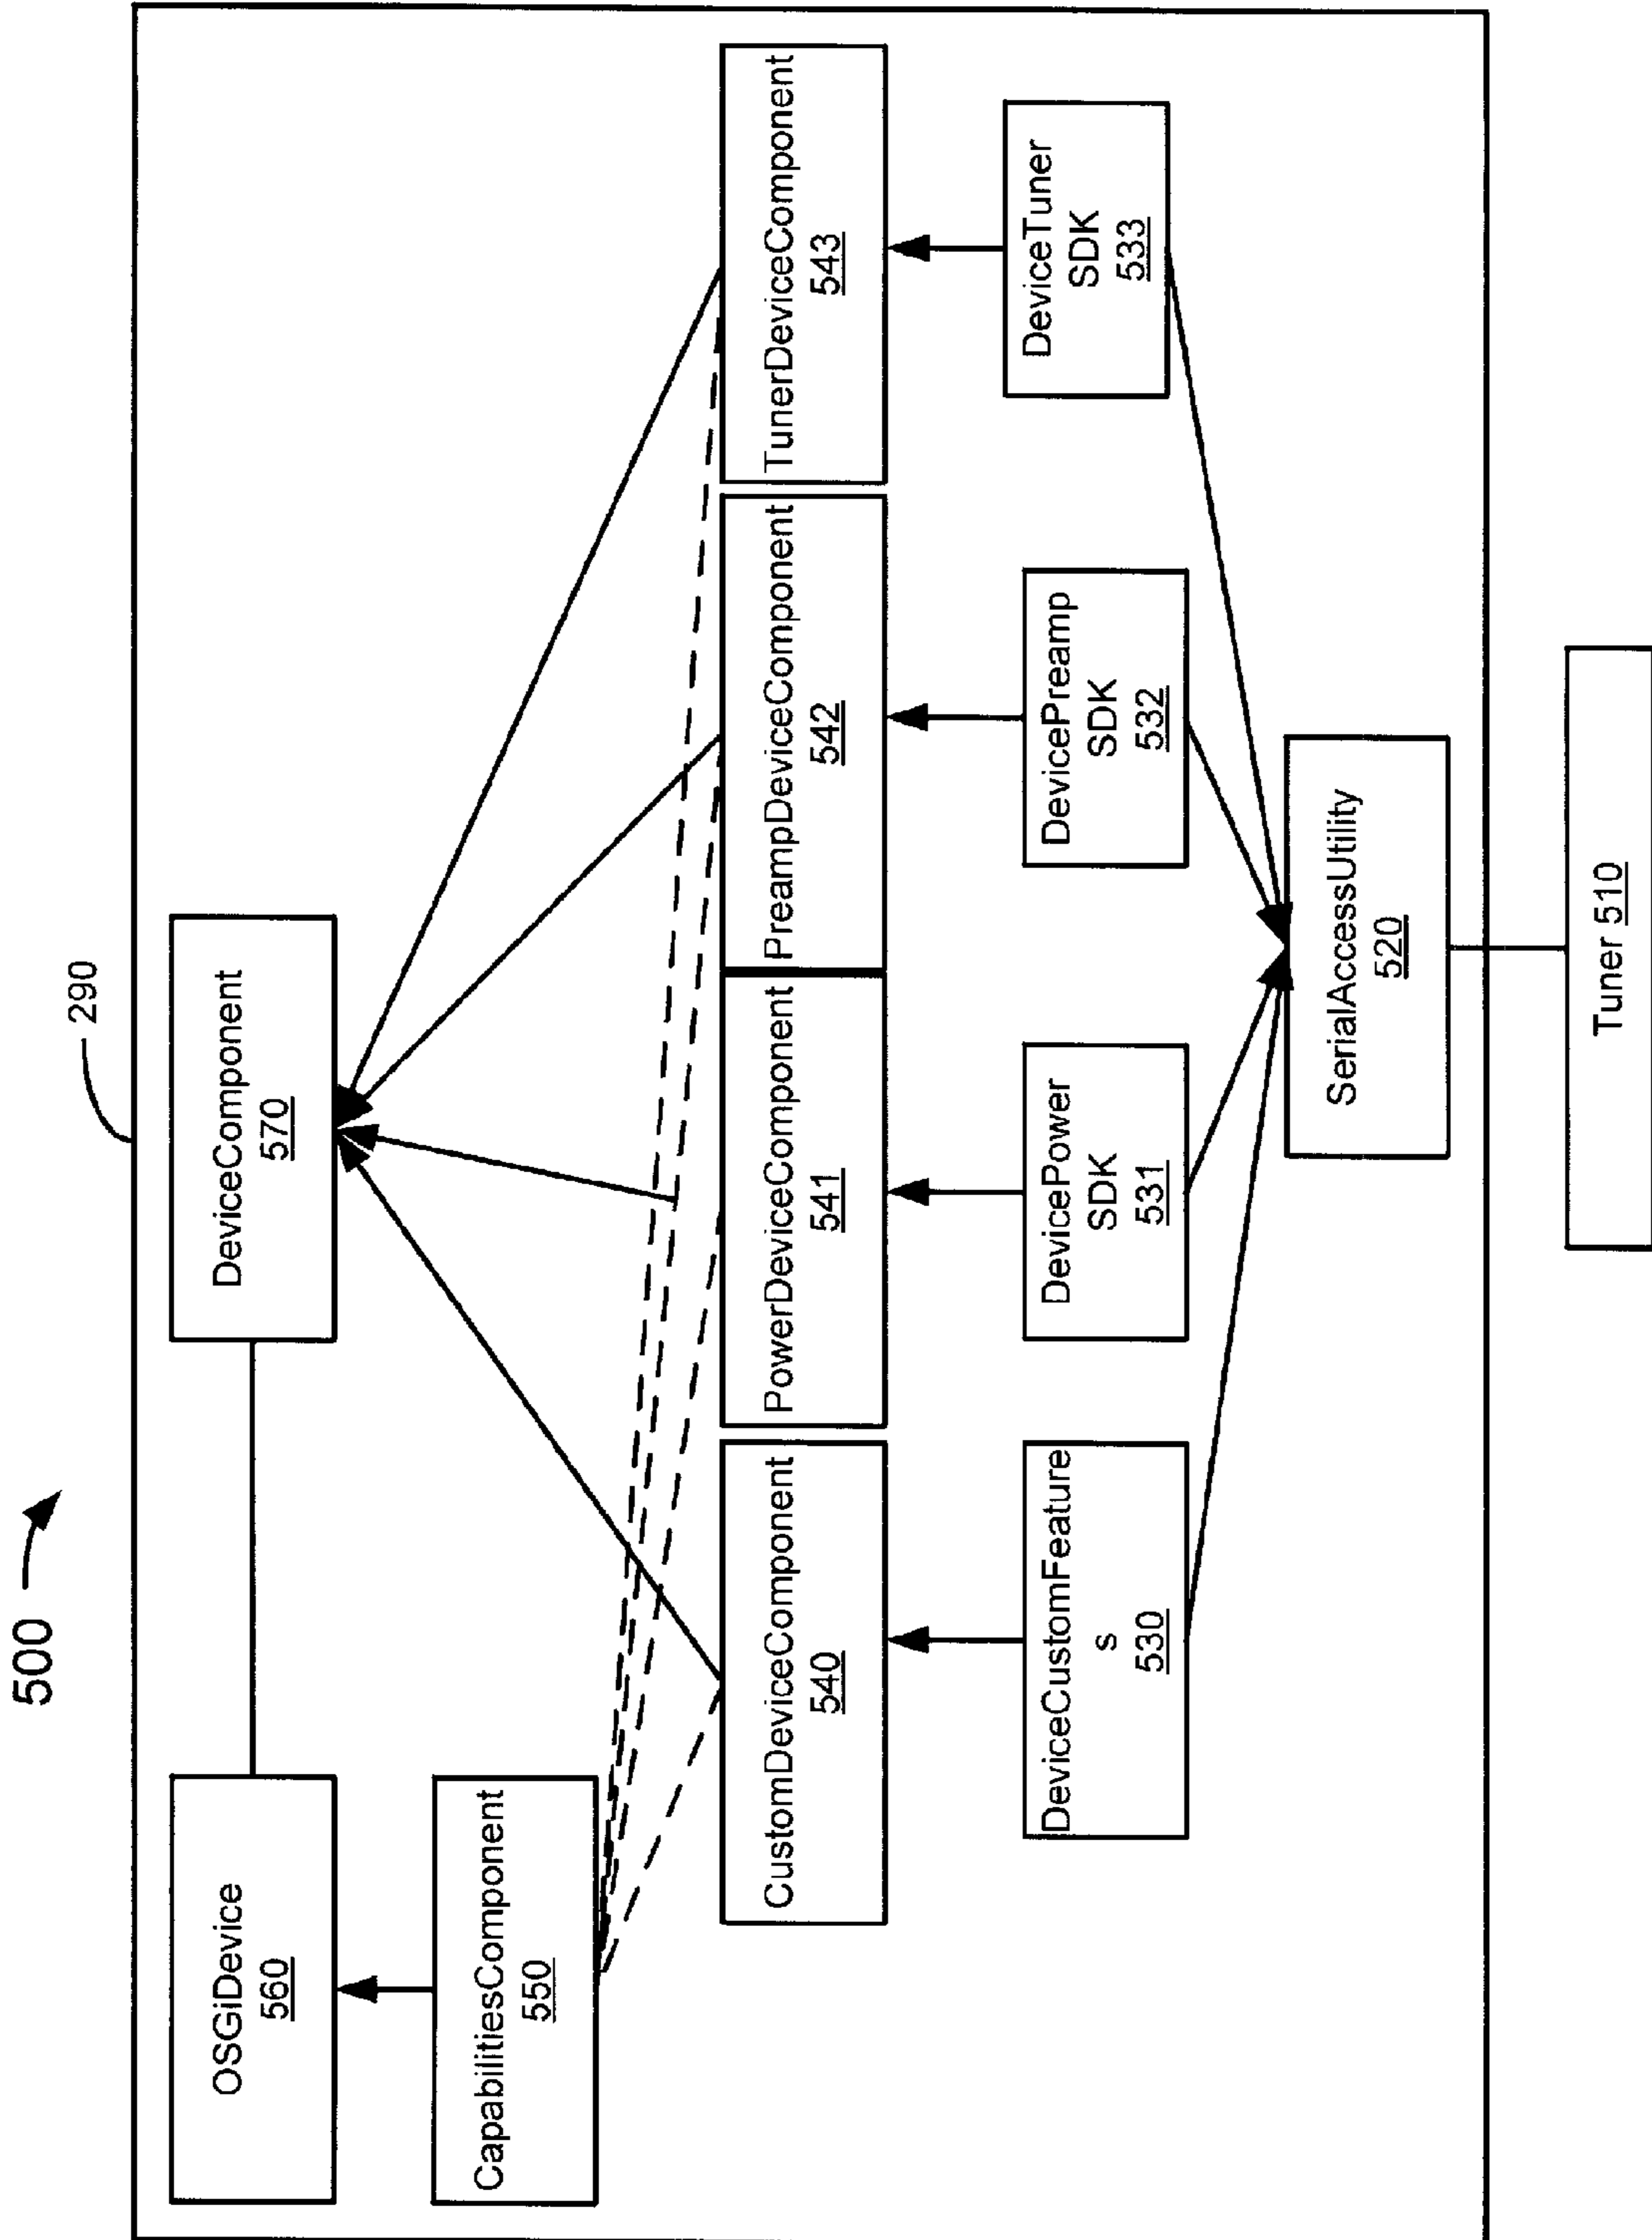 500
290
OSGiDevice
560
DeviceComponent
570
CapabilitiesComponent
550
CustomDeviceComponent
540
PowerDeviceComponent
541
PreampDeviceComponent
542
TunerDeviceComponent
543
DeviceCustomFeature
s
530
DevicePower
SDK
531
DevicePreamp
SDK
532
DeviceTuner
SDK
533
SerialAccessUtility
520
Tuner 510